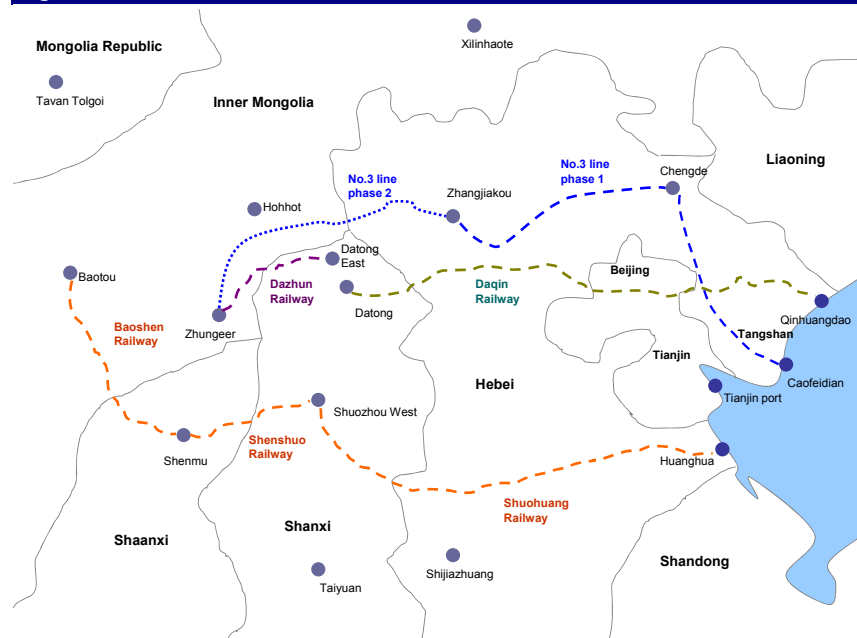 Mongolia Republic
Xilinhaote
Tavan Tolgoi
Inner Mongolia
Liaoning
No.3 line
phase 1
Chengde
No.3 line
phase 2
Zhangjiakou
Hohhot
Datong
East
Beijing
Baotou
Dazhun
Railway
Daqin
Railway
Datong
Qinhuangdao
Baoshen
Railway
Zhungeer
Tangshan
Tianjin
Hebei
Caofeidian
Tianjin port
Shuozhou West
Shenshuo
Railway
Shenmu
Huanghua
Shuohuang
Railway
Shaanxi
Shanxi
Shandong
Shijiazhuang
Taiyuan